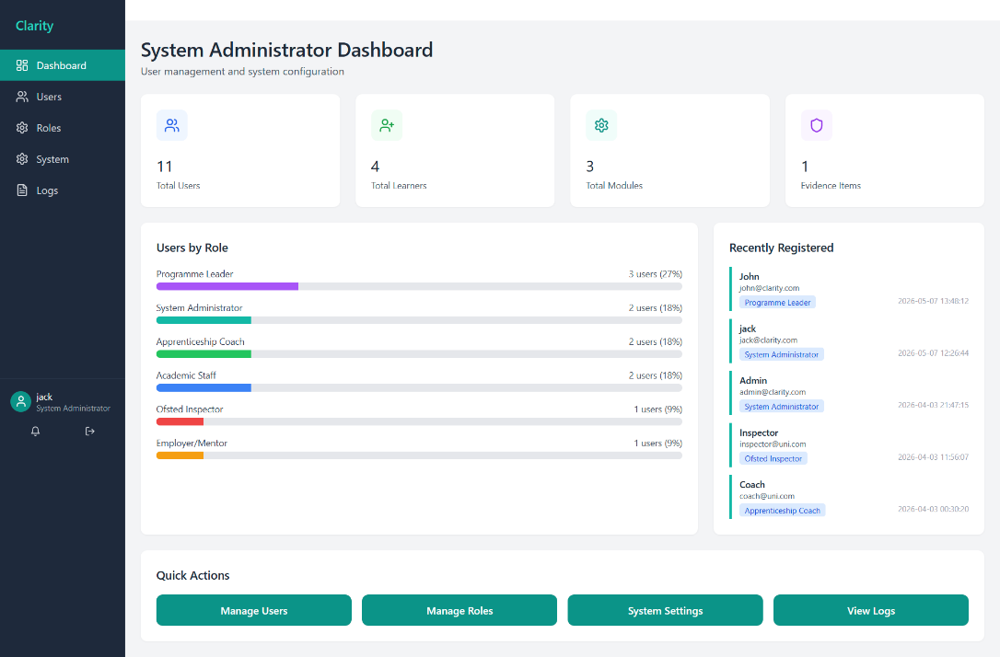 Clarity
Dashboard
Users
Roles
System
Logs
jack
System Administrator
System Administrator Dashboard
User management and system configuration
11
Total Users
4
Total Learners
3
Total Modules
1
Evidence Items
Users by Role
Programme Leader 3 users (27%)
System Administrator 2 users (18%)
Apprenticeship Coach 2 users (18%)
Academic Staff 2 users (18%)
Ofsted Inspector 1 users (9%)
Employer/Mentor 1 users (9%)
Recently Registered
John
john@clarity.com
Programme Leader 2026-05-07 13:48:12
jack
jack@clarity.com
System Administrator 2026-05-07 12:26:44
Admin
admin@clarity.com
System Administrator 2026-04-03 21:47:15
Inspector
inspector@uni.com
Ofsted Inspector 2026-04-03 11:56:07
Coach
coach@uni.com
Apprenticeship Coach 2026-04-03 00:30:20
Quick Actions
Manage Users
Manage Roles
System Settings
View Logs